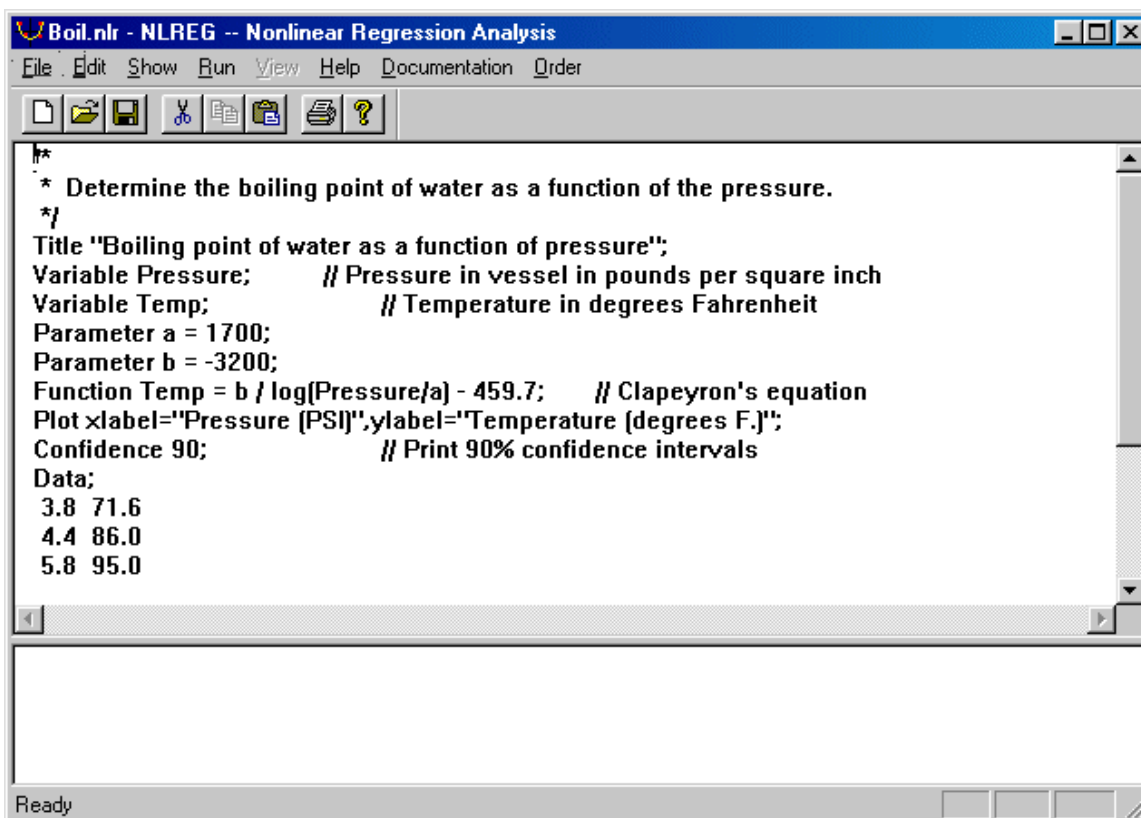 Boil.nlr - NLREG -- Nonlinear Regression Analysis
File Edit Show Run View Help Documentation Order
/*
* Determine the boiling point of water as a function of the pressure.
*/
Title "Boiling point of water as a function of pressure";
Variable Pressure; // Pressure in vessel in pounds per square inch
Variable Temp; // Temperature in degrees Fahrenheit
Parameter a = 1700;
Parameter b = -3200;
Function Temp = b / log(Pressure/a) - 459.7; // Clapeyron's equation
Plot xlabel="Pressure (PSI)",ylabel="Temperature (degrees F.)";
Confidence 90; // Print 90% confidence intervals
Data;
3.8 71.6
4.4 86.0
5.8 95.0
Ready